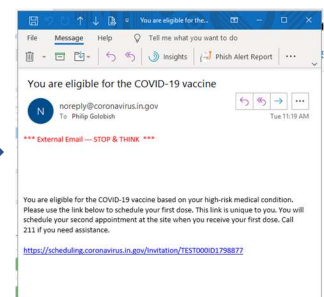 You are eligible for the...
File Message Help Tell me what you want to do
Insights Phish Alert Report ...
You are eligible for the COVID-19 vaccine
N
noreply@coronavirus.in.gov
To Philip Golobich
Tue 11:19 AM
*** External Email --- STOP & THINK ***
You are eligible for the COVID-19 vaccine based on your high-risk medical condition.
Please use the link below to schedule your first dose. This link is unique to you. You will
schedule your second appointment at the site when you receive your first dose. Call
211 if you need assistance.
https://scheduling.coronavirus.in.gov/Invitation/TEST000ID1798877